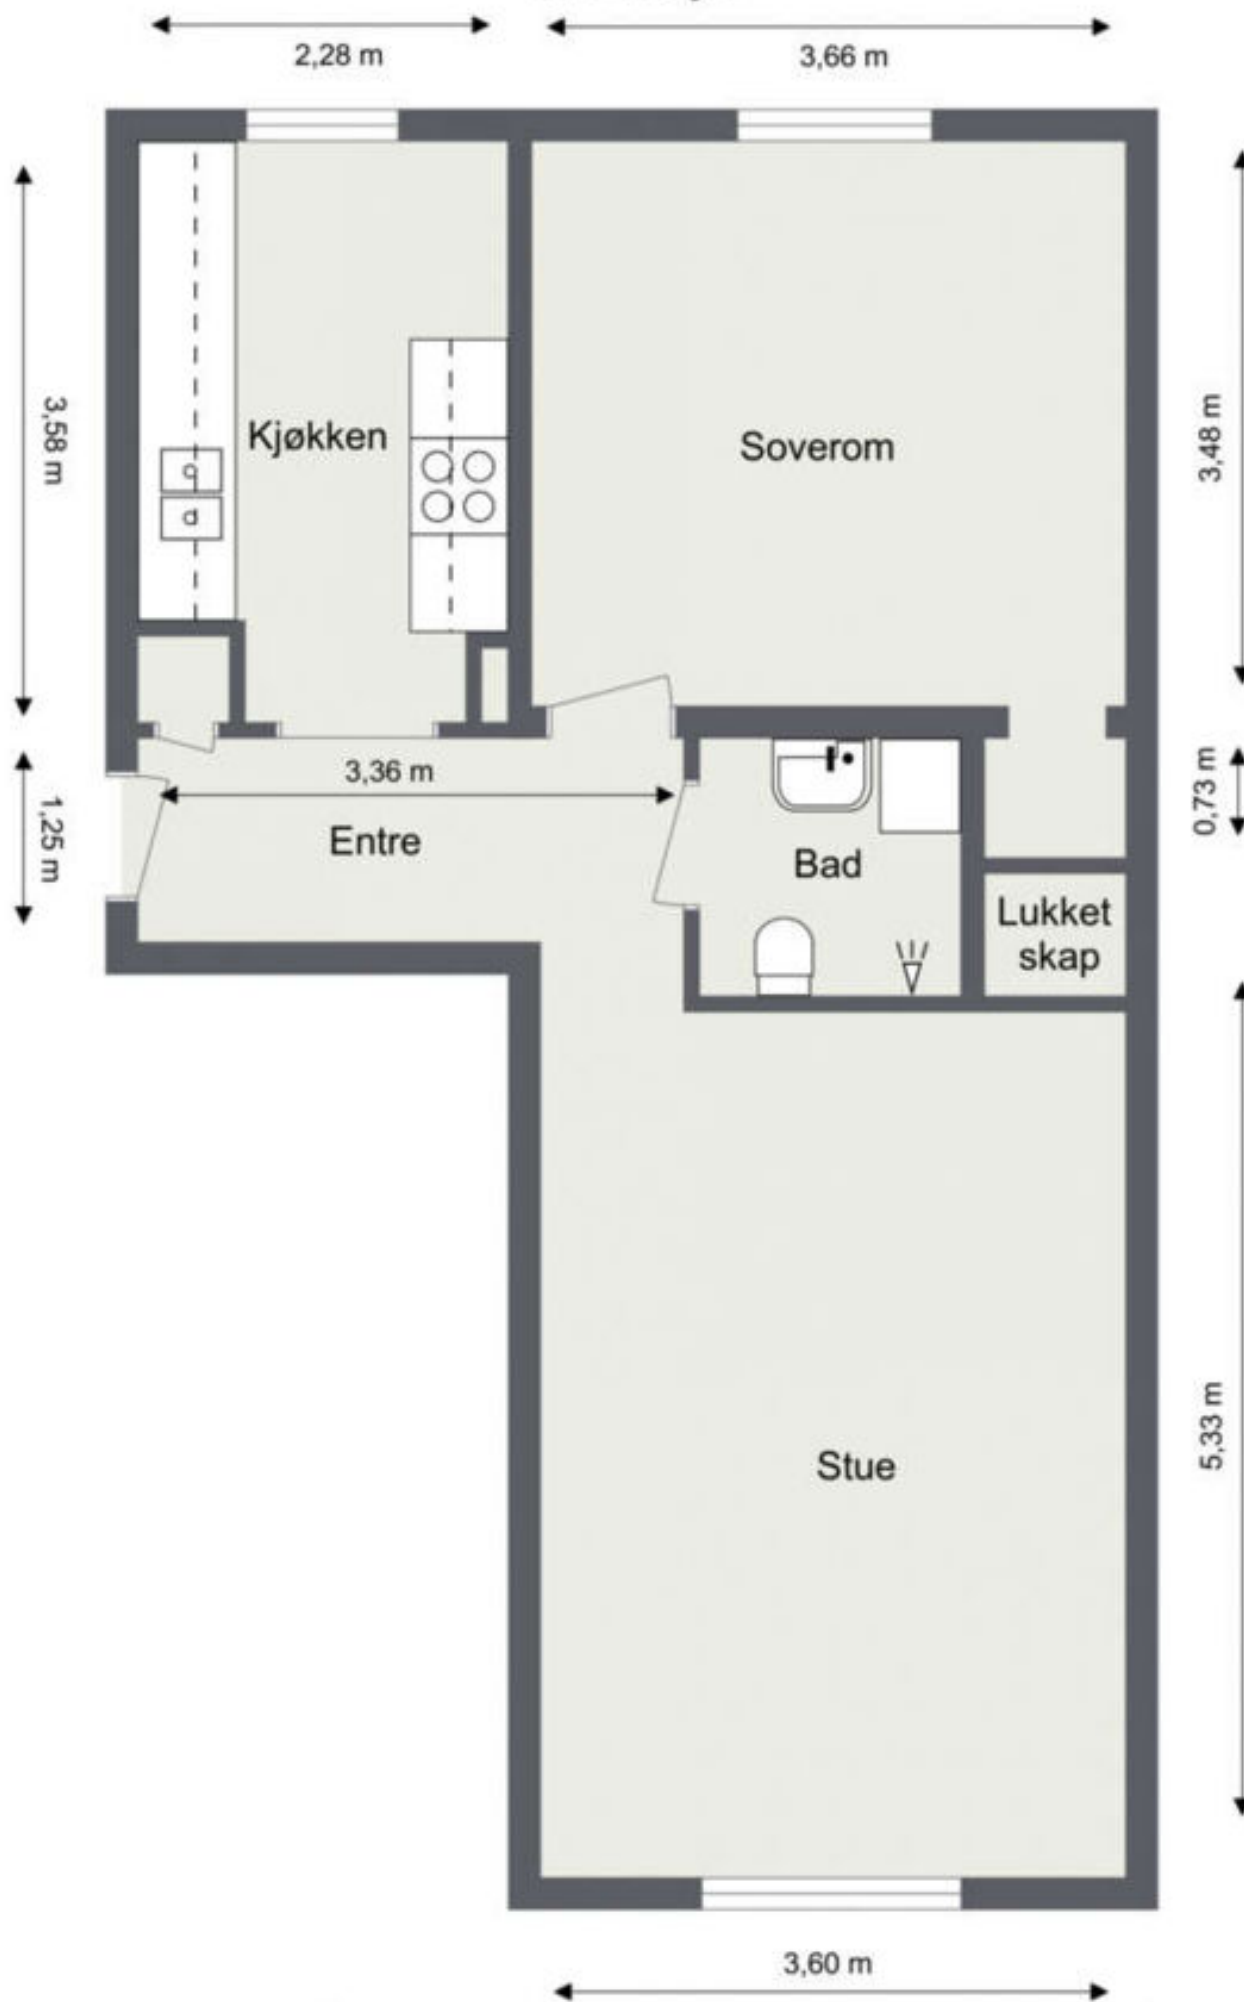 2,28 m
3,66 m
3,58 m
Kjøkken
Soverom
3,48 m
3,36 m
0,73 m
1,25 m
Entre
Bad
Lukket
skap
Stue
5,33 m
3,60 m